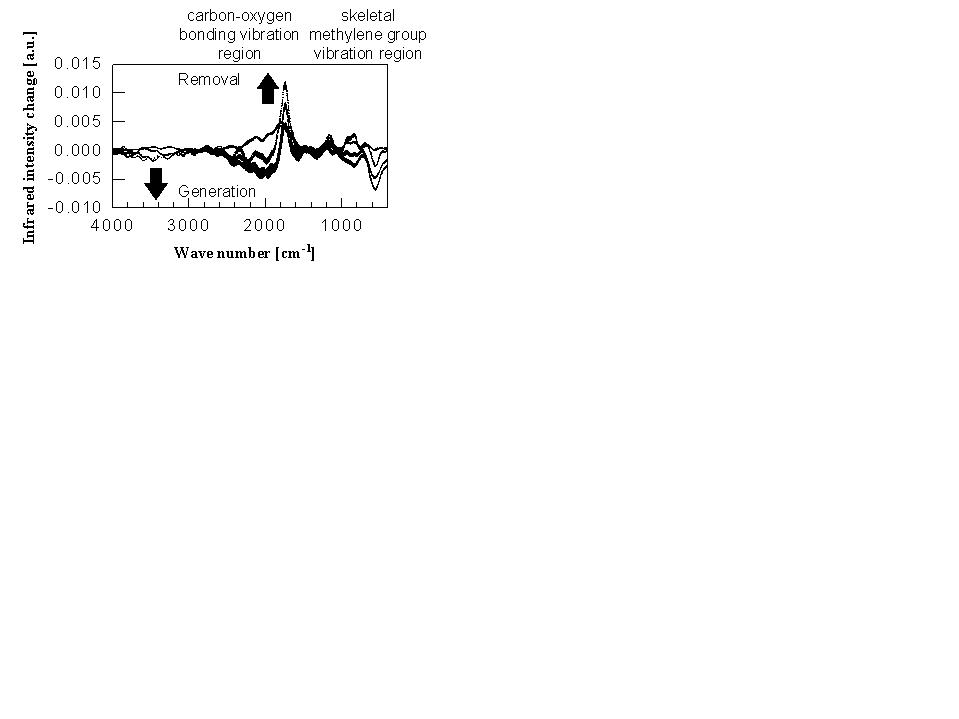 carbon-oxygen
bonding vibration
region
skeletal
methylene group
vibration region
Infrared intensity change [a.u.]
0.015
0.010
0.005
0.000
-0.005
-0.010
Removal
Generation
4000 3000 2000 1000
Wave number [cm⁻¹]